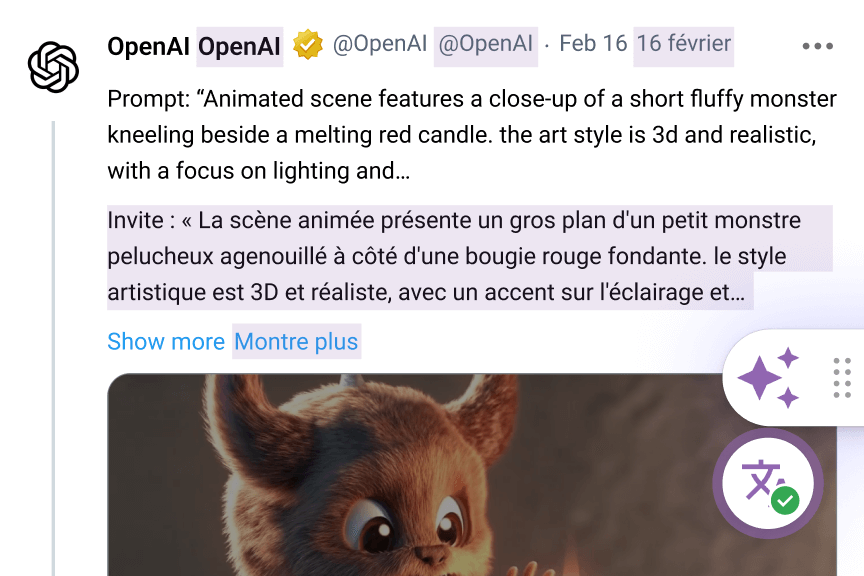 OpenAI OpenAI @OpenAI @OpenAI · Feb 16 16 février
Prompt: “Animated scene features a close-up of a short fluffy monster
kneeling beside a melting red candle. the art style is 3d and realistic,
with a focus on lighting and…
Invite : « La scène animée présente un gros plan d'un petit monstre
pelucheux agenouillé à côté d'une bougie rouge fondante. le style
artistique est 3D et réaliste, avec un accent sur l'éclairage et…
Show more Montre plus
文